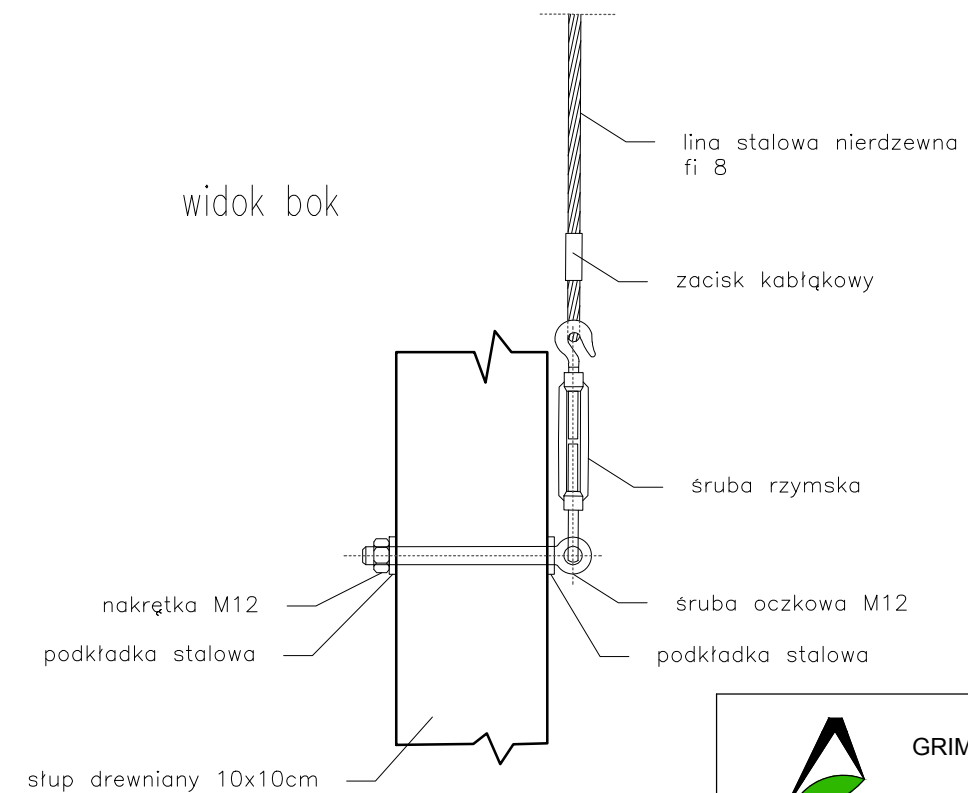 lina stalowa nierdzewna
fi 8
widok bok
zacisk kabłąkowy
śruba rzymska
nakrętka M12
śruba oczkowa M12
podkładka stalowa
podkładka stalowa
GRIM
słup drewniany 10x10cm